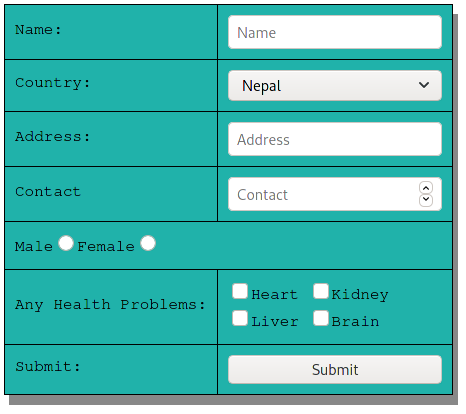 Name: Name
Country: Nepal
Address: Address
Contact Contact
Male Female
Any Health Problems: Heart Kidney
Liver Brain
Submit: Submit